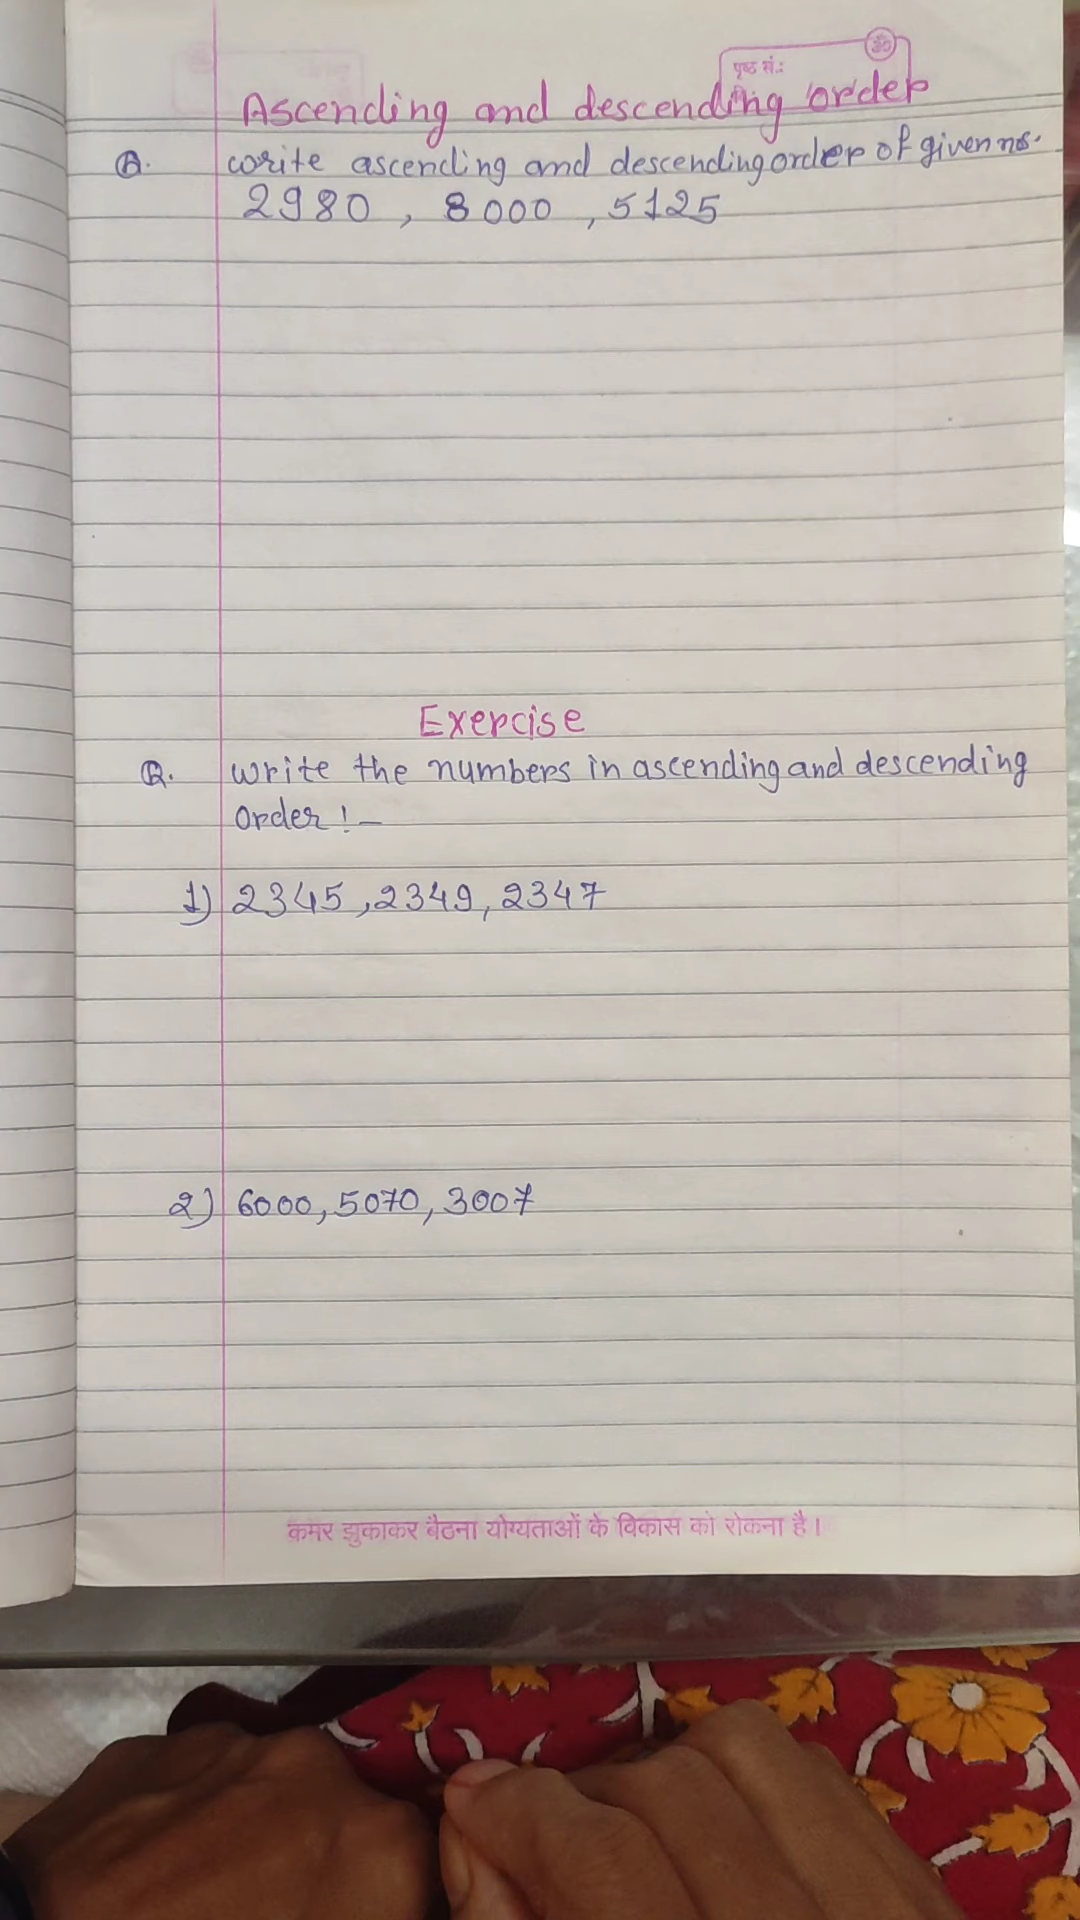 पृष्ठ सं.:
Ascending and descending order
Q. write ascending and descending order of given nos.
2980, 8000, 5125
Exercise
Q. Write the numbers in ascending and descending
order :-
1) 2345, 2349, 2347
2) 6000, 5070, 3007
कमर झुकाकर बैठना योग्यताओं के विकास को रोकना है।